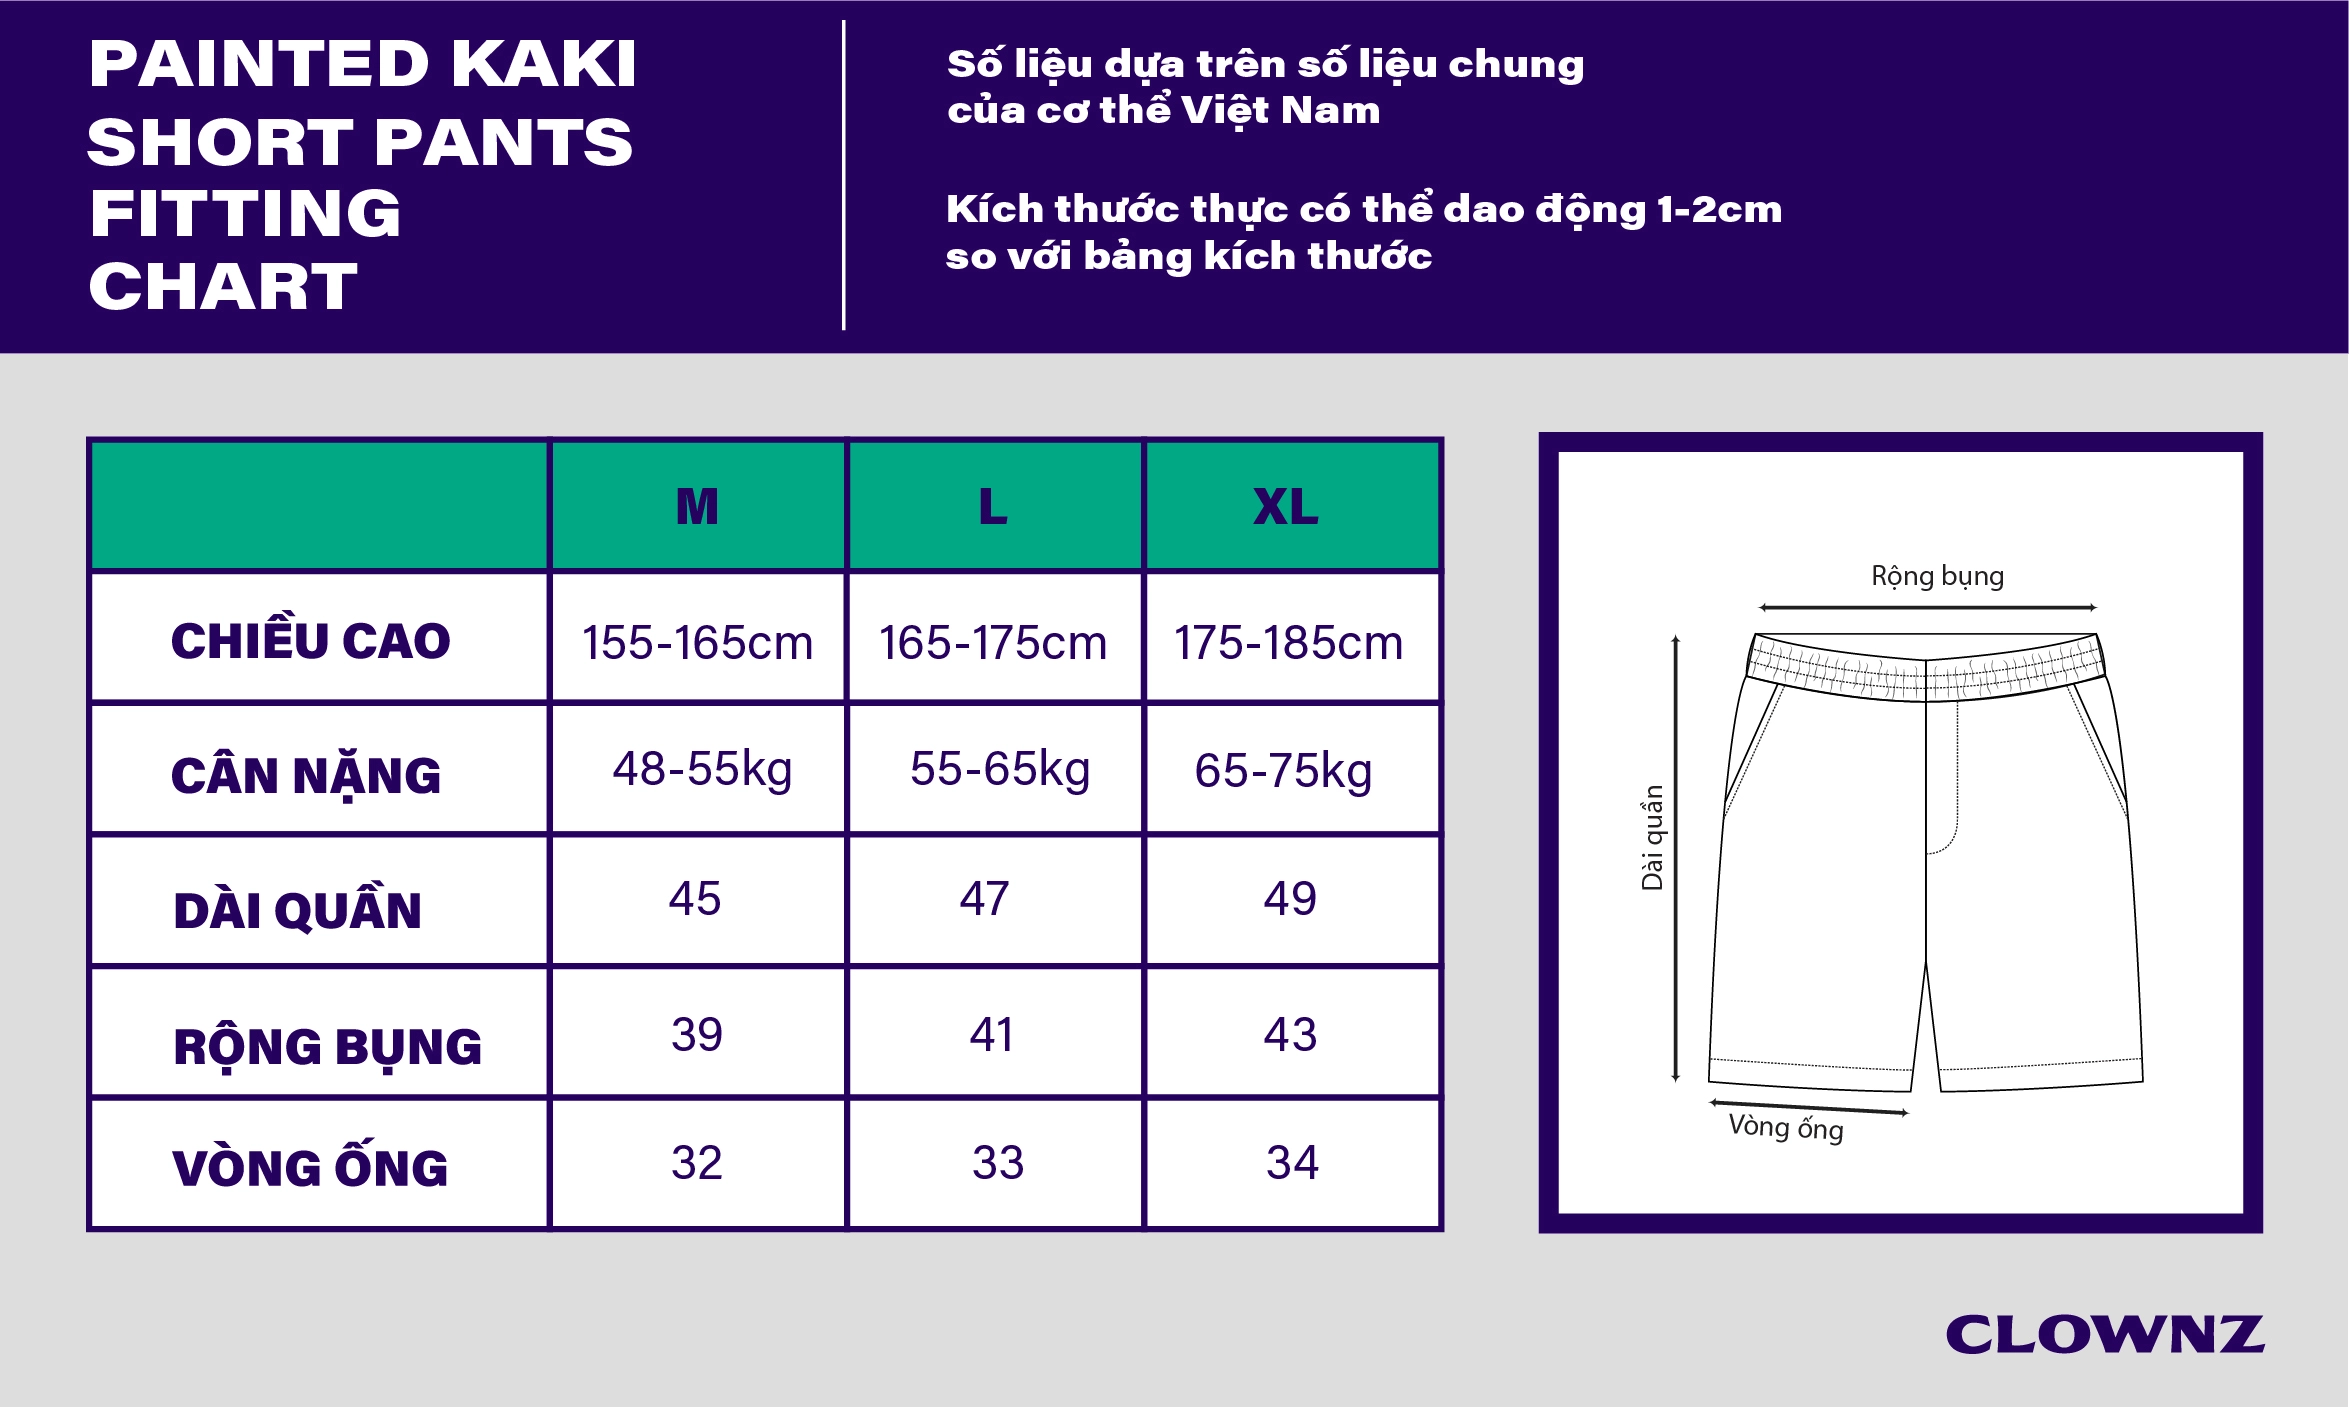 PAINTED KAKI
SHORT PANTS
FITTING
CHART
Số liệu dựa trên số liệu chung
của cơ thể Việt Nam
Kích thước thực có thể dao động 1-2cm
so với bảng kích thước
M L XL
CHIỀU CAO 155-165cm 165-175cm 175-185cm
CÂN NẶNG 48-55kg 55-65kg 65-75kg
DÀI QUẦN 45 47 49
RỘNG BỤNG 39 41 43
VÒNG ỐNG 32 33 34
Rộng bụng
Dài quần
Vòng ống
CLOWNZ